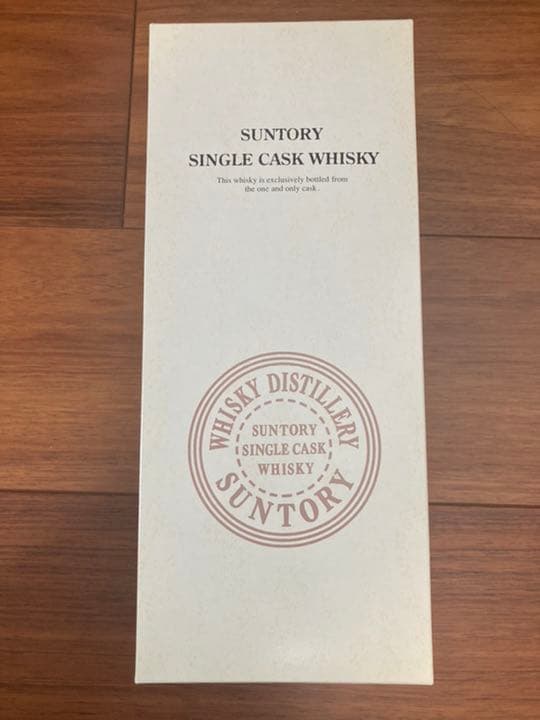 SUNTORY
SINGLE CASK WHISKY
This whisky is exclusively bottled from
the one and only cask.
WHISKY DISTILLERY
SUNTORY
SINGLE CASK
WHISKY
SUNTORY